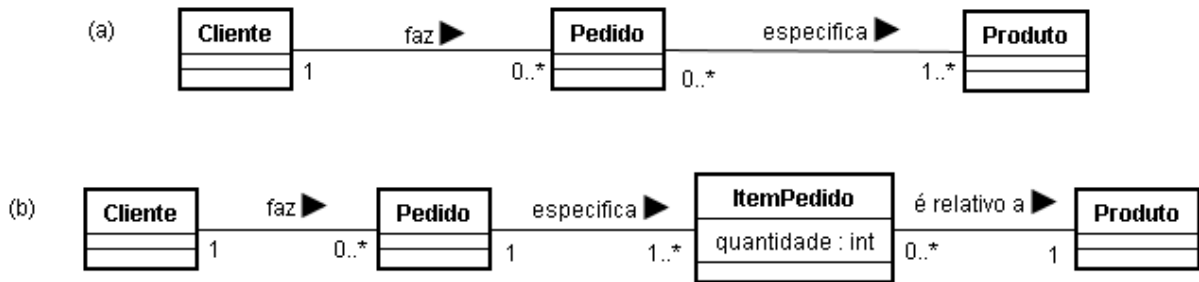 (a) Cliente faz Pedido especifica Produto
1 0..* 0..* 1..*
(b) Cliente faz Pedido especifica ItemPedido é relativo a Produto
1 0..* 1 1..* quantidade : int 0..* 1